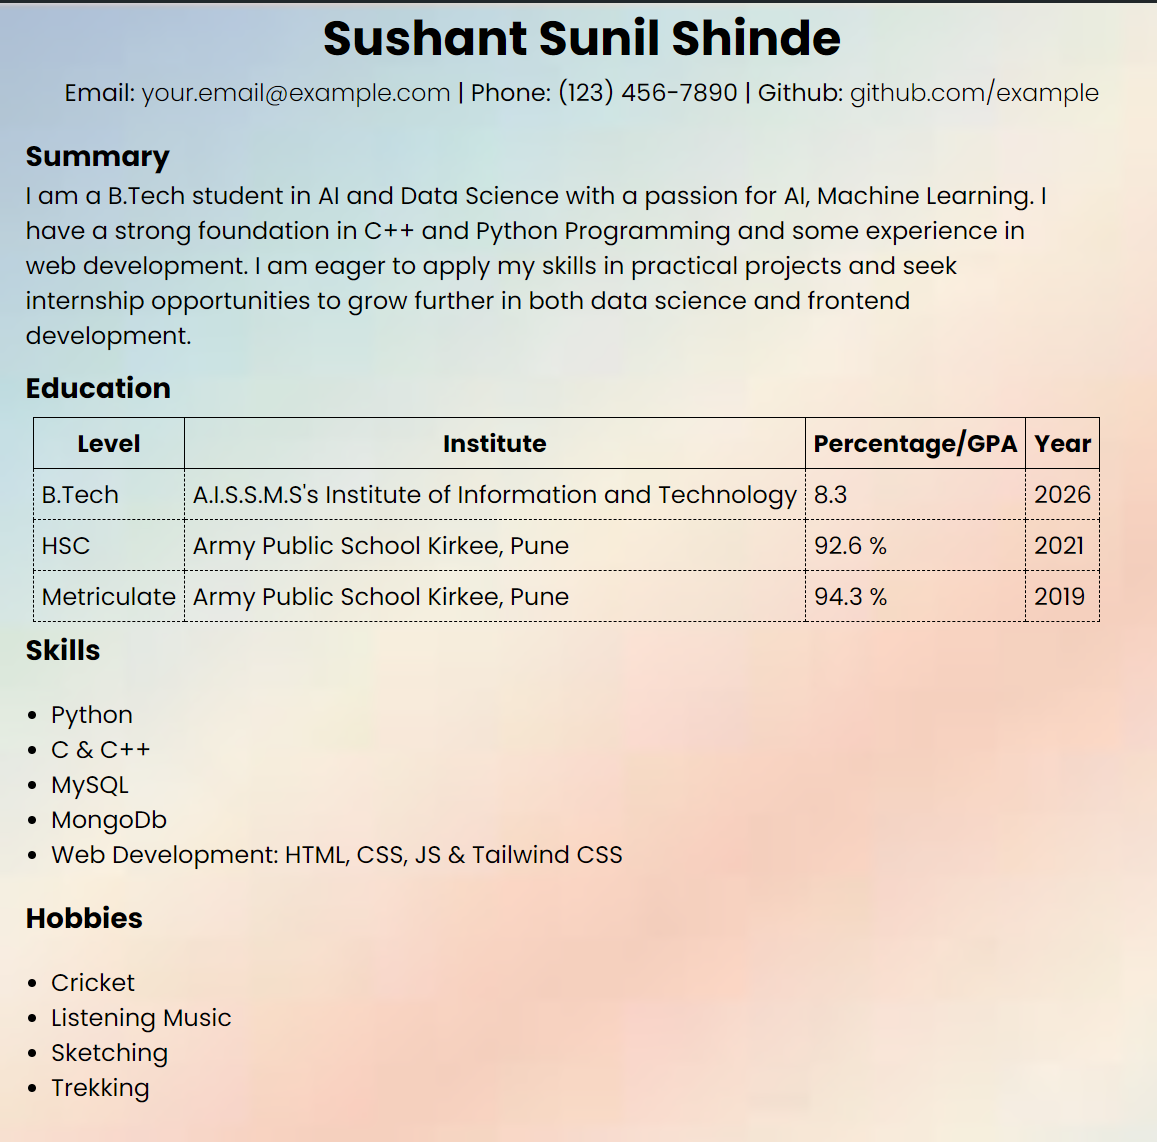 Sushant Sunil Shinde
Email: your.email@example.com | Phone: (123) 456-7890 | Github: github.com/example
Summary
I am a B.Tech student in AI and Data Science with a passion for AI, Machine Learning. I
have a strong foundation in C++ and Python Programming and some experience in
web development. I am eager to apply my skills in practical projects and seek
internship opportunities to grow further in both data science and frontend
development.
Education
Level Institute Percentage/GPA Year
B.Tech A.I.S.S.M.S's Institute of Information and Technology 8.3 2026
HSC Army Public School Kirkee, Pune 92.6 % 2021
Metriculate Army Public School Kirkee, Pune 94.3 % 2019
Skills
• Python
• C & C++
• MySQL
• MongoDb
• Web Development: HTML, CSS, JS & Tailwind CSS
Hobbies
• Cricket
• Listening Music
• Sketching
• Trekking